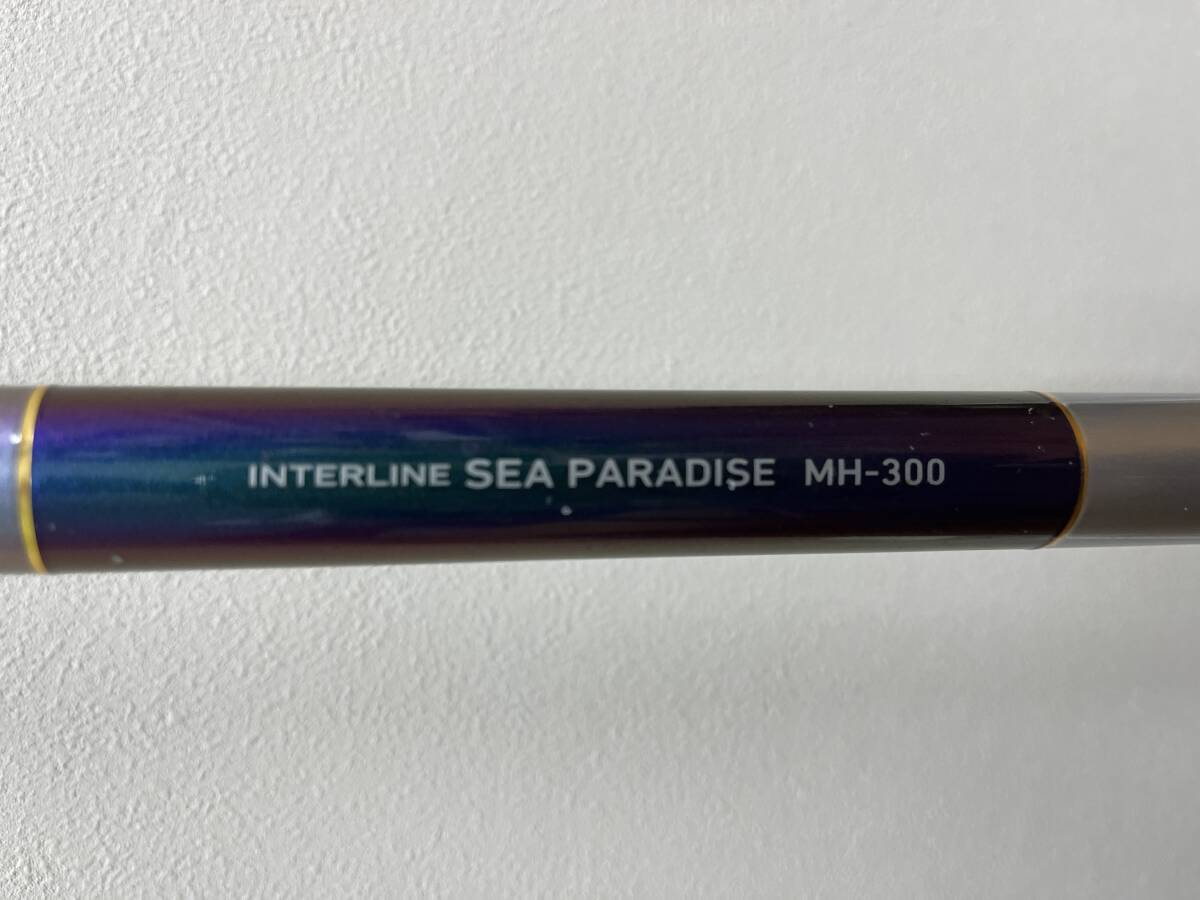 INTERLINE SEA PARADISE MH-300